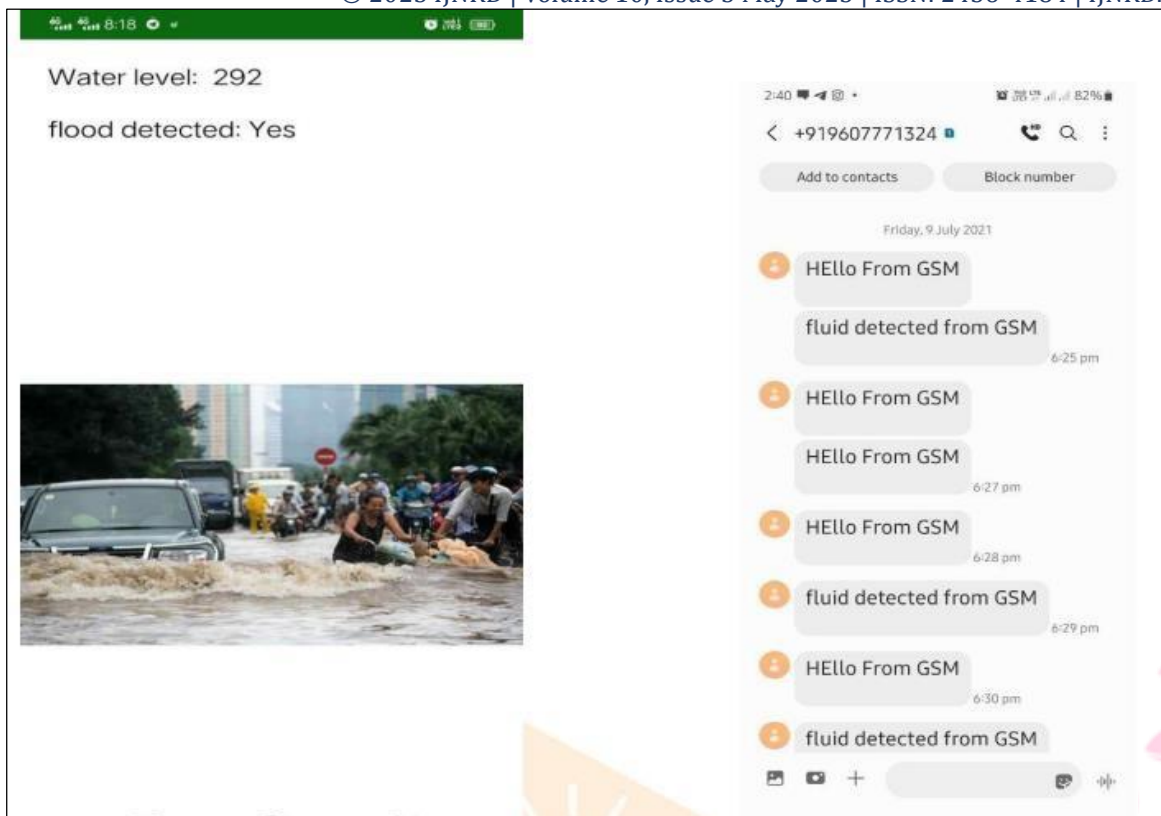 8:18
Water level: 292
flood detected: Yes
2:40
82%
+919607771324
Add to contacts
Block number
Friday, 9 July 2021
HEllo From GSM
fluid detected from GSM
6:25 pm
HEllo From GSM
HEllo From GSM
6:27 pm
HEllo From GSM
6:28 pm
fluid detected from GSM
6:29 pm
HEllo From GSM
6:30 pm
fluid detected from GSM